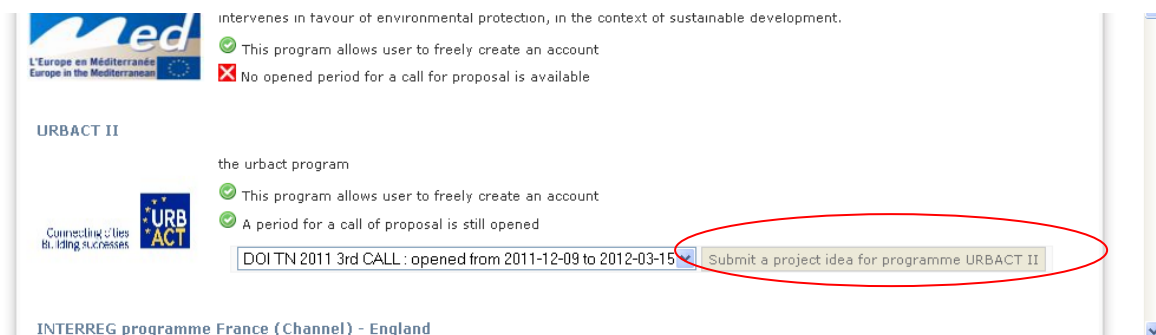 intervenes in favour of environmental protection, in the context of sustainable development.
Med
L'Europe en Méditerranée
Europe in the Mediterranean
This program allows user to freely create an account
No opened period for a call for proposal is available
URBACT II
the urbact program
This program allows user to freely create an account
Connecting cities
Building successes
URB
ACT
A period for a call of proposal is still opened
DOI TN 2011 3rd CALL : opened from 2011-12-09 to 2012-03-15
Submit a project idea for programme URBACT II
INTERREG programme France (Channel) - England